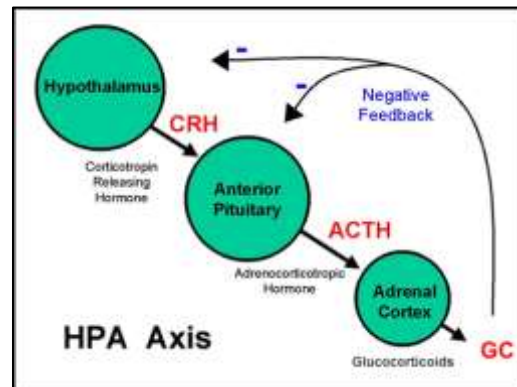 -
Hypothalamus
-
Negative
Feedback
CRH
Corticotropin
Releasing
Hormone
Anterior
Pituitary
ACTH
Adrenocorticotropic
Hormone
Adrenal
Cortex
HPA Axis
GC
Glucocorticoids